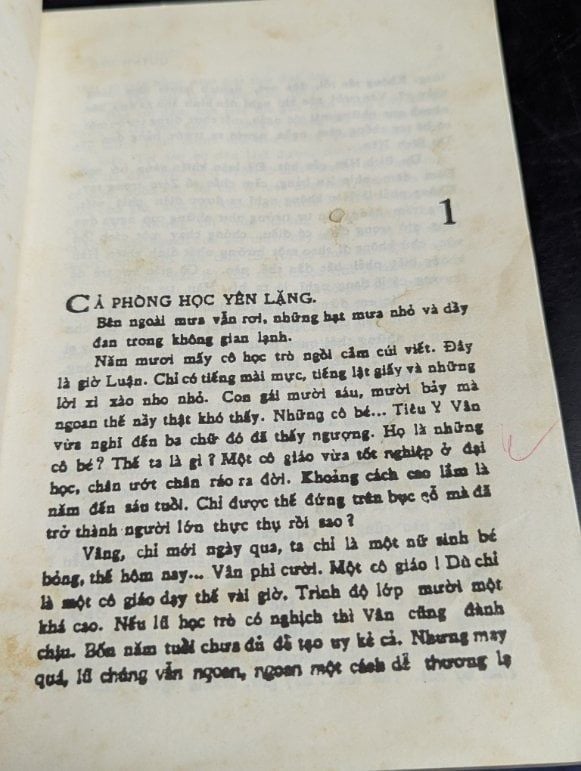 1
CẢ PHÒNG HỌC YÊN LẶNG.
Bên ngoài mưa vẫn rơi, những hạt mưa nhỏ và dầy
đan trong không gian lạnh.
Năm mươi mấy cô học trò ngồi cắm cúi viết. Đây
là giờ Luận. Chỉ có tiếng mài mực, tiếng lật giấy và những
lời xì xào nho nhỏ. Con gái mười sáu, mười bảy mà
ngoan thế nầy thật khó thấy. Những cô bé... Tiêu Y Vân
vừa nghĩ đến ba chữ đó đã thấy ngượng. Họ là những
cô bé? Thế ta là gì? Một cô giáo vừa tốt nghiệp ở đại
học, chân ướt chân ráo ra đời. Khoảng cách cao lắm là
năm đến sáu tuổi. Chỉ được thế đứng trên bục gỗ mà đã
trở thành người lớn thực thụ rồi sao?
Vâng, chỉ mới ngày qua, ta chỉ là một nữ sinh bé
bỏng, thế hôm nay... Vân phì cười. Một cô giáo! Dù chỉ
là một cô giáo dạy thế vài giờ. Trình độ lớp mười một
khá cao. Nếu lũ học trò có nghịch thì Vân cũng đành
chịu. Bốn năm tuổi chưa đủ để tạo uy kẻ cả. Nhưng may
quá, lũ chúng vẫn ngoan, ngoan một cách dễ thương lạ